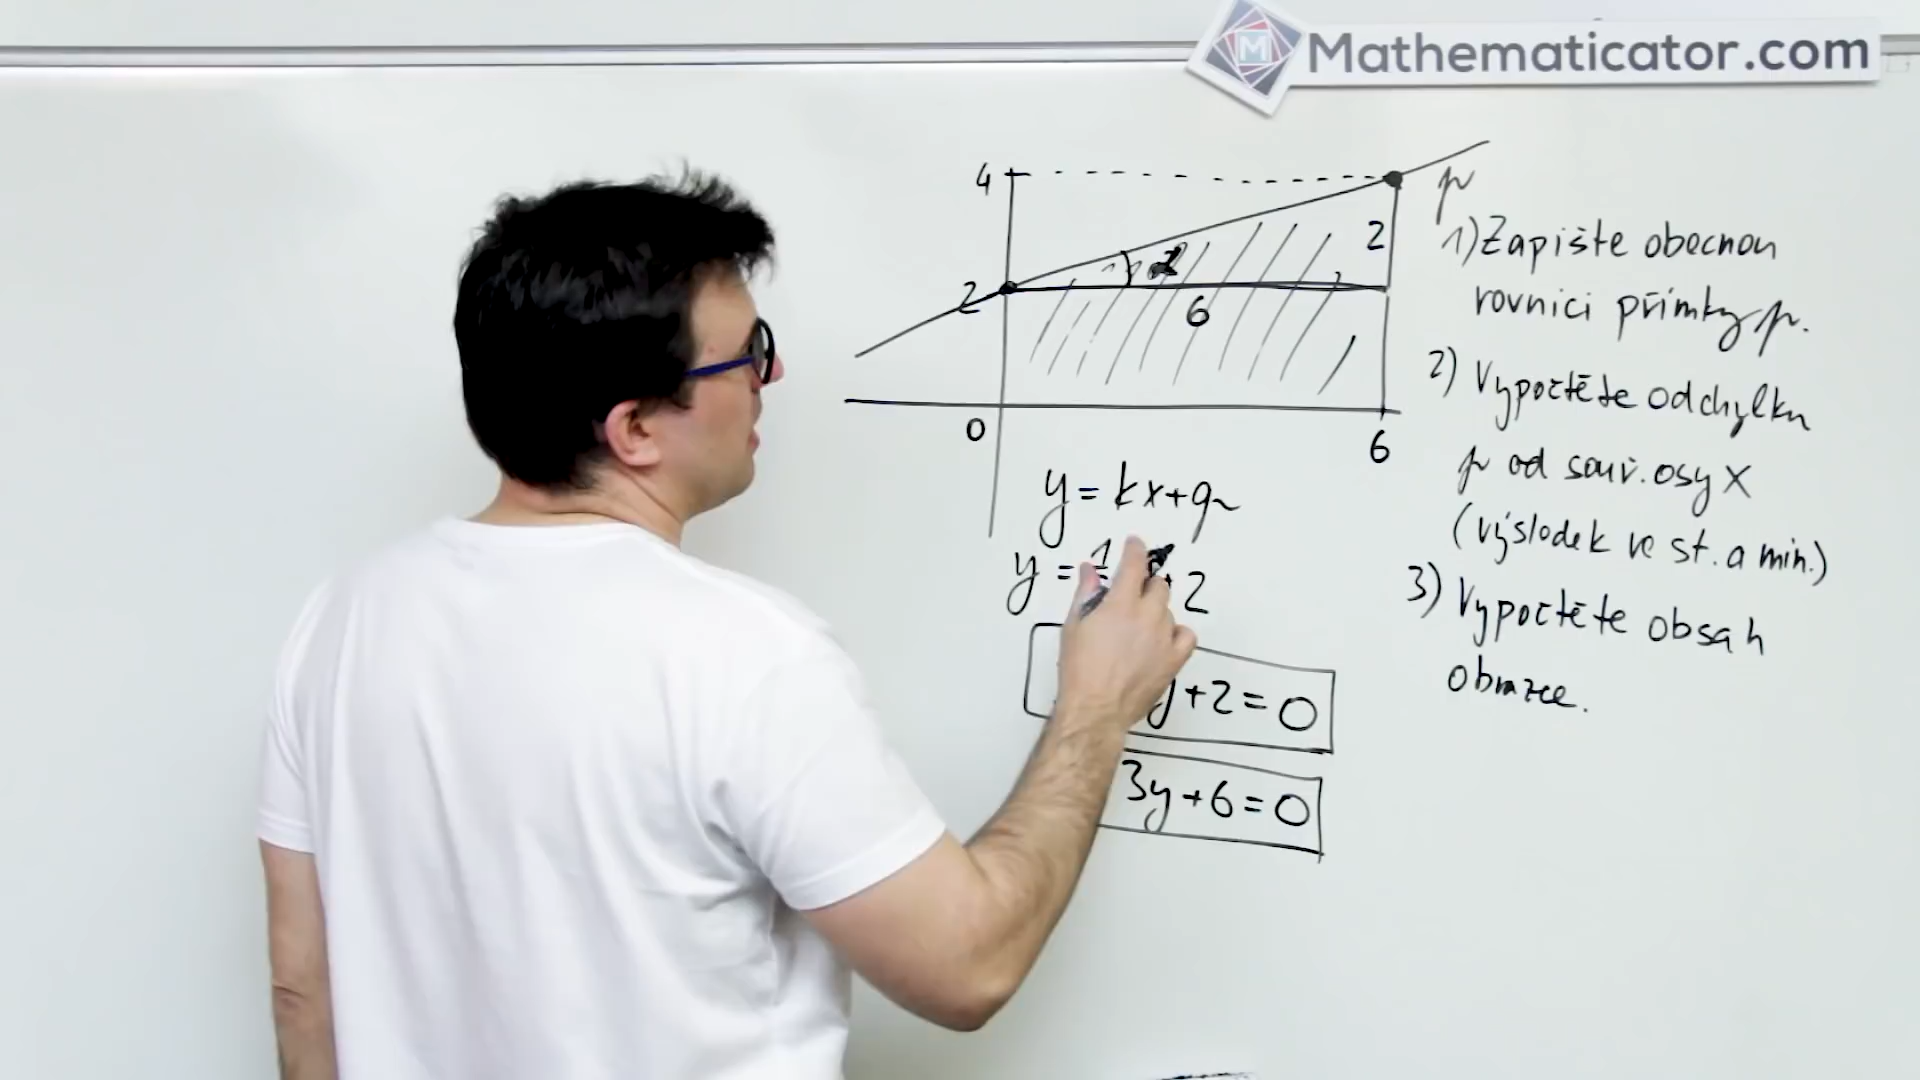 Mathematicator.com
4
p
2
2
α
6
0
6
y = kx+q
y = 1 + 2
y+2=0
3y+6=0
1) Zapište obecnou
rovnici přímky p.
2) Vypočtěte odchylku
p od souř. osy X
(výsledek ve st. a min.)
3) Vypočtěte obsah
obrazce.